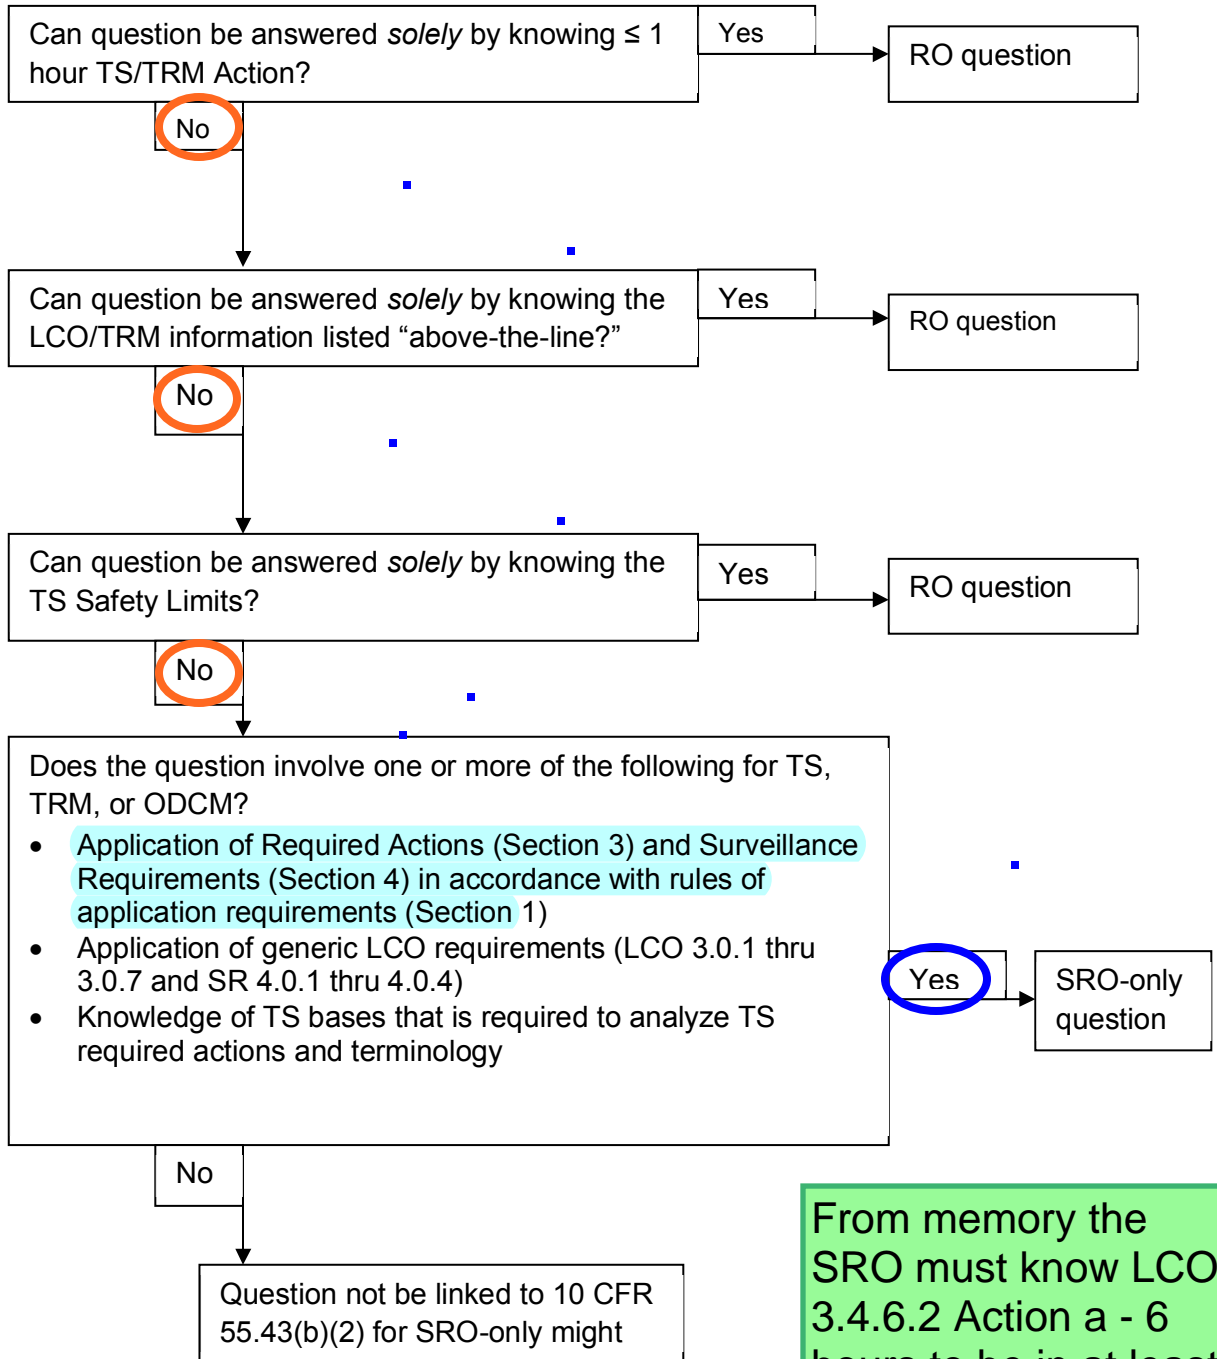 Can question be answered solely by knowing ≤ 1
hour TS/TRM Action?
Yes
RO question
No
Can question be answered solely by knowing the
LCO/TRM information listed “above-the-line?”
Yes
RO question
No
Can question be answered solely by knowing the
TS Safety Limits?
Yes
RO question
No
Does the question involve one or more of the following for TS,
TRM, or ODCM?
• Application of Required Actions (Section 3) and Surveillance
Requirements (Section 4) in accordance with rules of
application requirements (Section 1)
• Application of generic LCO requirements (LCO 3.0.1 thru
3.0.7 and SR 4.0.1 thru 4.0.4)
• Knowledge of TS bases that is required to analyze TS
required actions and terminology
Yes
SRO-only
question
No
Question not be linked to 10 CFR
55.43(b)(2) for SRO-only might
From memory the
SRO must know LCO
3.4.6.2 Action a - 6
hours to be in at least